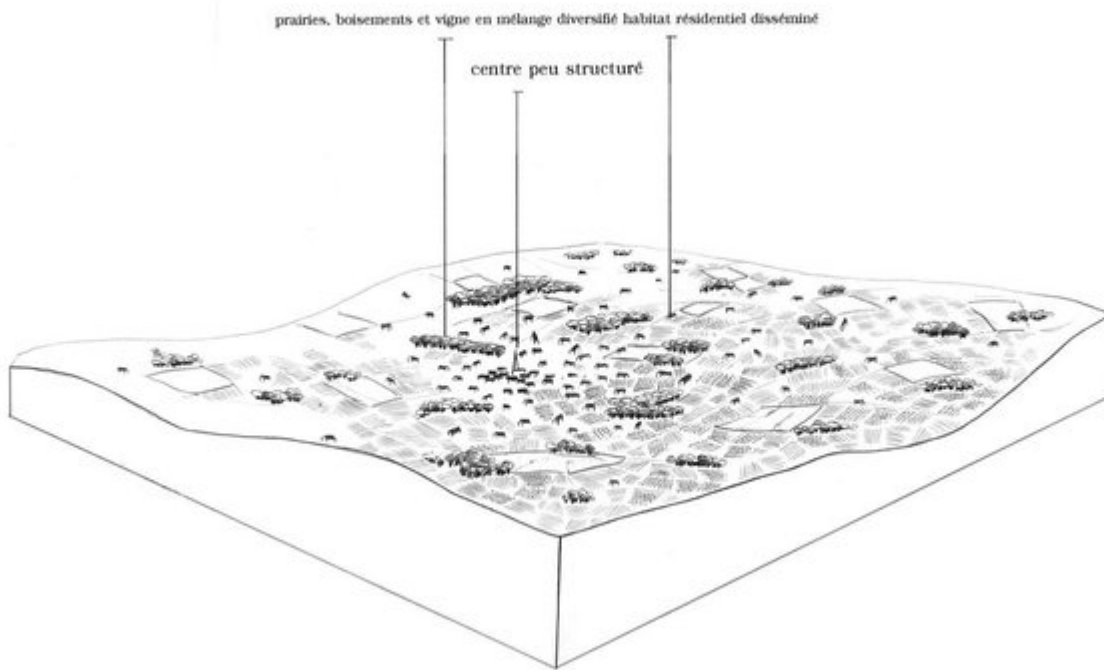 prairies, boisements et vigne en mélange diversifié habitat résidentiel disséminé
centre peu structuré